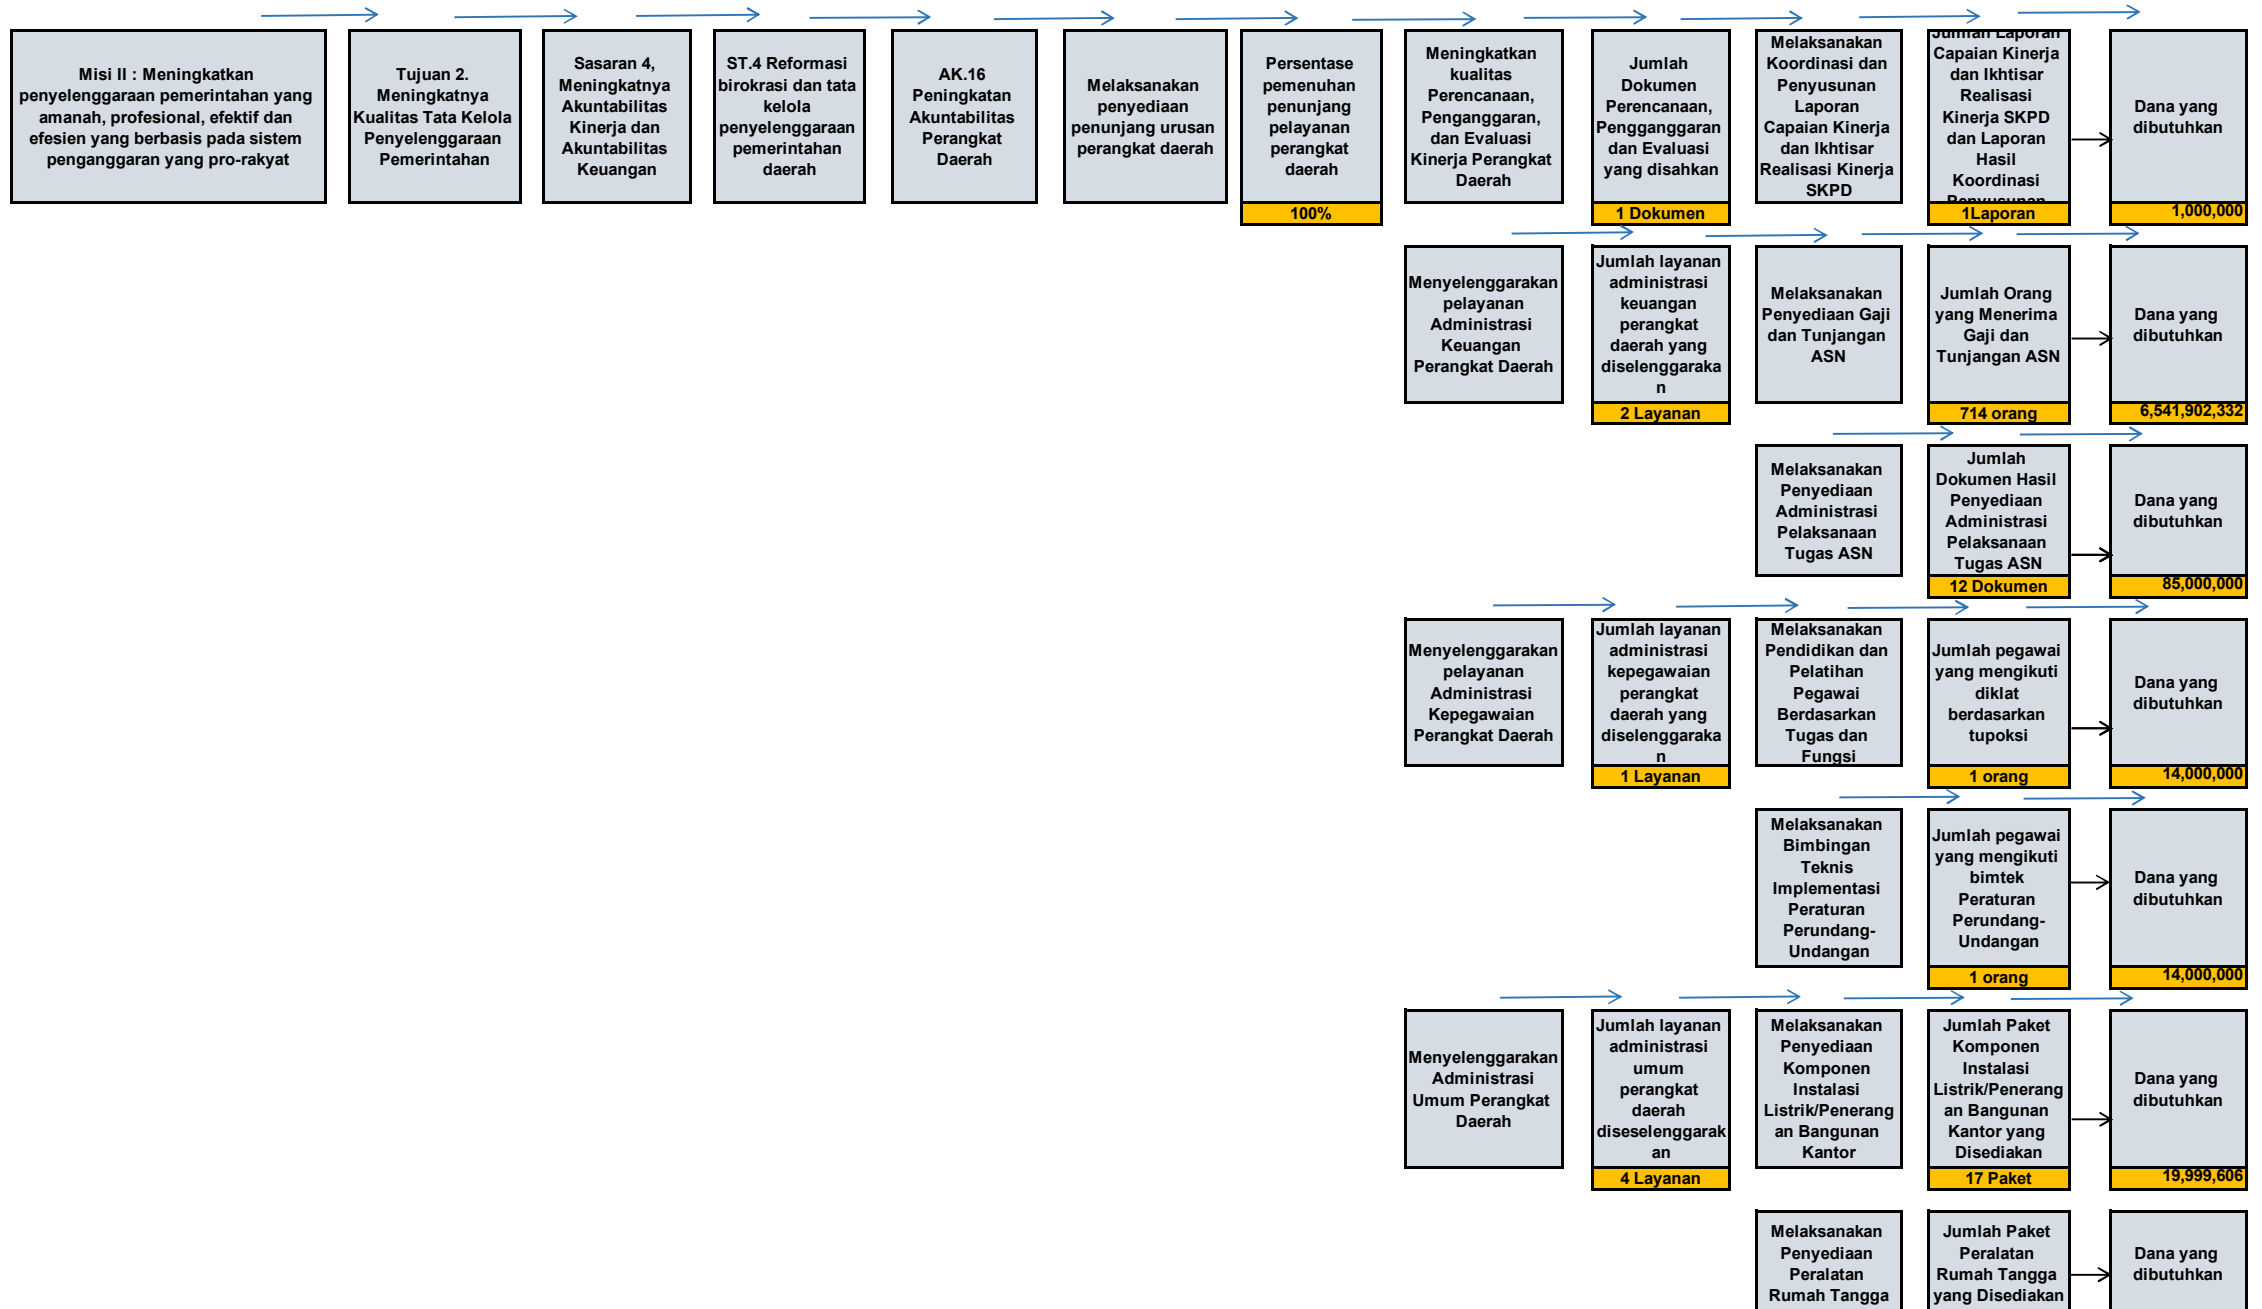 Misi II : Meningkatkan
penyelenggaraan pemerintahan yang
amanah, profesional, efektif dan
efesien yang berbasis pada sistem
penganggaran yang pro-rakyat
Tujuan 2.
Meningkatnya
Kualitas Tata Kelola
Penyelenggaraan
Pemerintahan
Sasaran 4,
Meningkatnya
Akuntabilitas
Kinerja dan
Akuntabilitas
Keuangan
ST.4 Reformasi
birokrasi dan tata
kelola
penyelenggaraan
pemerintahan
daerah
AK.16
Peningkatan
Akuntabilitas
Perangkat
Daerah
Melaksanakan
penyediaan
penunjang urusan
perangkat daerah
Persentase
pemenuhan
penunjang
pelayanan
perangkat
daerah
100%
Meningkatkan
kualitas
Perencanaan,
Penganggaran,
dan Evaluasi
Kinerja Perangkat
Daerah
Jumlah
Dokumen
Perencanaan,
Pengganggaran
dan Evaluasi
yang disahkan
1 Dokumen
Melaksanakan
Koordinasi dan
Penyusunan
Laporan
Capaian Kinerja
dan Ikhtisar
Realisasi Kinerja
SKPD
Jumlah Laporan
Capaian Kinerja
dan Ikhtisar
Realisasi
Kinerja SKPD
dan Laporan
Hasil
Koordinasi
Penyusunan
1Laporan
Dana yang
dibutuhkan
1,000,000
Menyelenggarakan
pelayanan
Administrasi
Keuangan
Perangkat Daerah
Jumlah layanan
administrasi
keuangan
perangkat
daerah yang
diselenggaraka
n
2 Layanan
Melaksanakan
Penyediaan Gaji
dan Tunjangan
ASN
Jumlah Orang
yang Menerima
Gaji dan
Tunjangan ASN
714 orang
Dana yang
dibutuhkan
6,541,902,332
Melaksanakan
Penyediaan
Administrasi
Pelaksanaan
Tugas ASN
Jumlah
Dokumen Hasil
Penyediaan
Administrasi
Pelaksanaan
Tugas ASN
12 Dokumen
Dana yang
dibutuhkan
85,000,000
Menyelenggarakan
pelayanan
Administrasi
Kepegawaian
Perangkat Daerah
Jumlah layanan
administrasi
kepegawaian
perangkat
daerah yang
diselenggaraka
n
1 Layanan
Melaksanakan
Pendidikan dan
Pelatihan
Pegawai
Berdasarkan
Tugas dan
Fungsi
Jumlah pegawai
yang mengikuti
diklat
berdasarkan
tupoksi
1 orang
Dana yang
dibutuhkan
14,000,000
Melaksanakan
Bimbingan
Teknis
Implementasi
Peraturan
Perundang-
Undangan
Jumlah pegawai
yang mengikuti
bimtek
Peraturan
Perundang-
Undangan
1 orang
Dana yang
dibutuhkan
14,000,000
Menyelenggarakan
Administrasi
Umum Perangkat
Daerah
Jumlah layanan
administrasi
umum
perangkat
daerah
diseselenggarak
an
4 Layanan
Melaksanakan
Penyediaan
Komponen
Instalasi
Listrik/Penerang
an Bangunan
Kantor
Jumlah Paket
Komponen
Instalasi
Listrik/Penerang
an Bangunan
Kantor yang
Disediakan
17 Paket
Dana yang
dibutuhkan
19,999,606
Melaksanakan
Penyediaan
Peralatan
Rumah Tangga
Jumlah Paket
Peralatan
Rumah Tangga
yang Disediakan
Dana yang
dibutuhkan